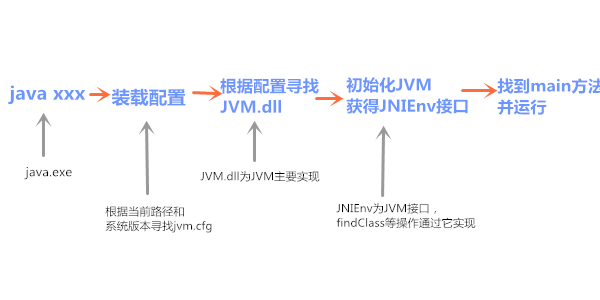 java xxx
装载配置
根据配置寻找
JVM.dll
初始化JVM
获得JNIEnv接口
找到main方法
并运行
java.exe
根据当前路径和
系统版本寻找jvm.cfg
JVM.dll为JVM主要实现
JNIEnv为JVM接口，
findClass等操作通过它实现